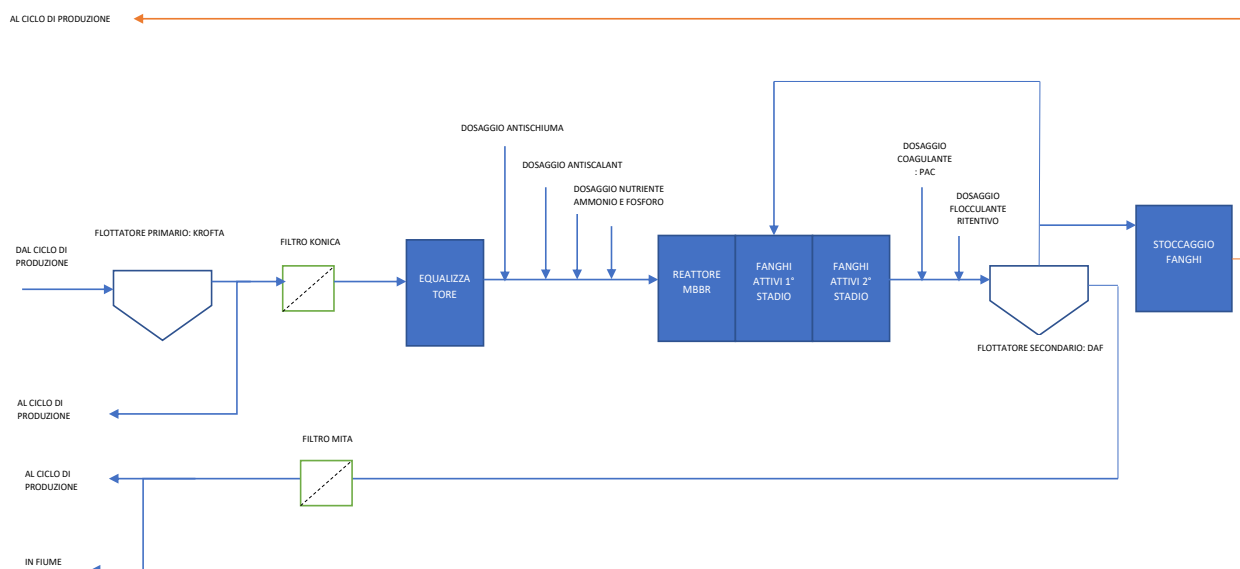 AL CICLO DI PRODUZIONE
DOSAGGIO ANTISCHIUMA
DOSAGGIO ANTISCALANT
DOSAGGIO NUTRIENTE
AMMONIO E FOSFORO
DOSAGGIO
COAGULANTE
: PAC
DOSAGGIO
FLOCCULANTE
RITENTIVO
DAL CICLO DI
PRODUZIONE
FLOTTATORE PRIMARIO: KROFTA
FILTRO KONICA
EQUALIZZA
TORE
REATTORE
MBBR
FANGHI
ATTIVI 1°
STADIO
FANGHI
ATTIVI 2°
STADIO
STOCCAGGIO
FANGHI
FLOTTATORE SECONDARIO: DAF
AL CICLO DI
PRODUZIONE
FILTRO MITA
AL CICLO DI
PRODUZIONE
IN FIUME